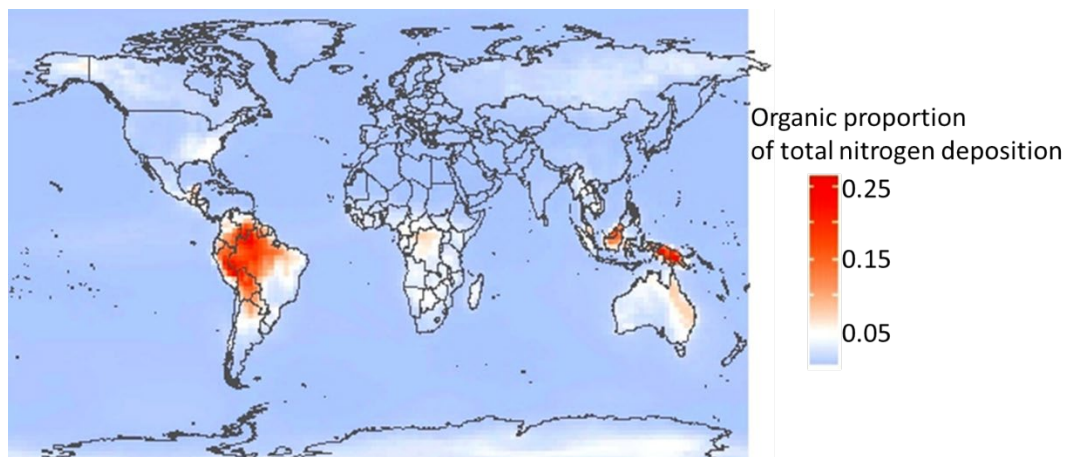 Organic proportion
of total nitrogen deposition
0.25
0.15
0.05